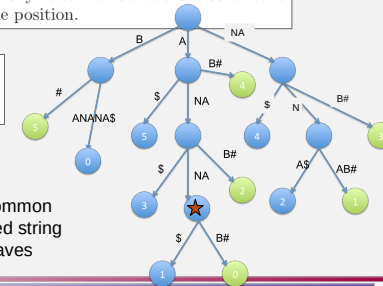 e position.
B
A
NA
B#
4
#
ANANA$
$
NA
$
N
B#
5
5
4
3
0
$
NA
B#
A$
AB#
3
2
2
1
$
B#
1
0
ommon
ed string
aves